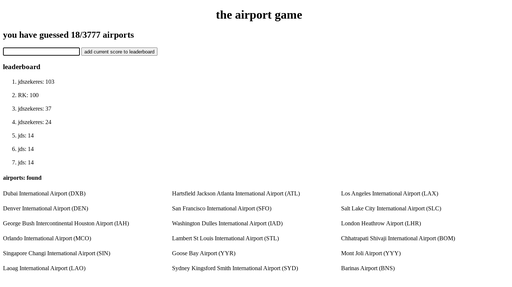 the airport game
you have guessed 18/3777 airports
add current score to leaderboard
leaderboard
1. jdszekeres: 103
2. RK: 100
3. jdszekeres: 37
4. jdszekeres: 24
5. jds: 14
6. jds: 14
7. jds: 14
airports: found
Dubai International Airport (DXB) Hartsfield Jackson Atlanta International Airport (ATL) Los Angeles International Airport (LAX)
Denver International Airport (DEN) San Francisco International Airport (SFO) Salt Lake City International Airport (SLC)
George Bush Intercontinental Houston Airport (IAH) Washington Dulles International Airport (IAD) London Heathrow Airport (LHR)
Orlando International Airport (MCO) Lambert St Louis International Airport (STL) Chhatrapati Shivaji International Airport (BOM)
Singapore Changi International Airport (SIN) Goose Bay Airport (YYR) Mont Joli Airport (YYY)
Laoag International Airport (LAO) Sydney Kingsford Smith International Airport (SYD) Barinas Airport (BNS)